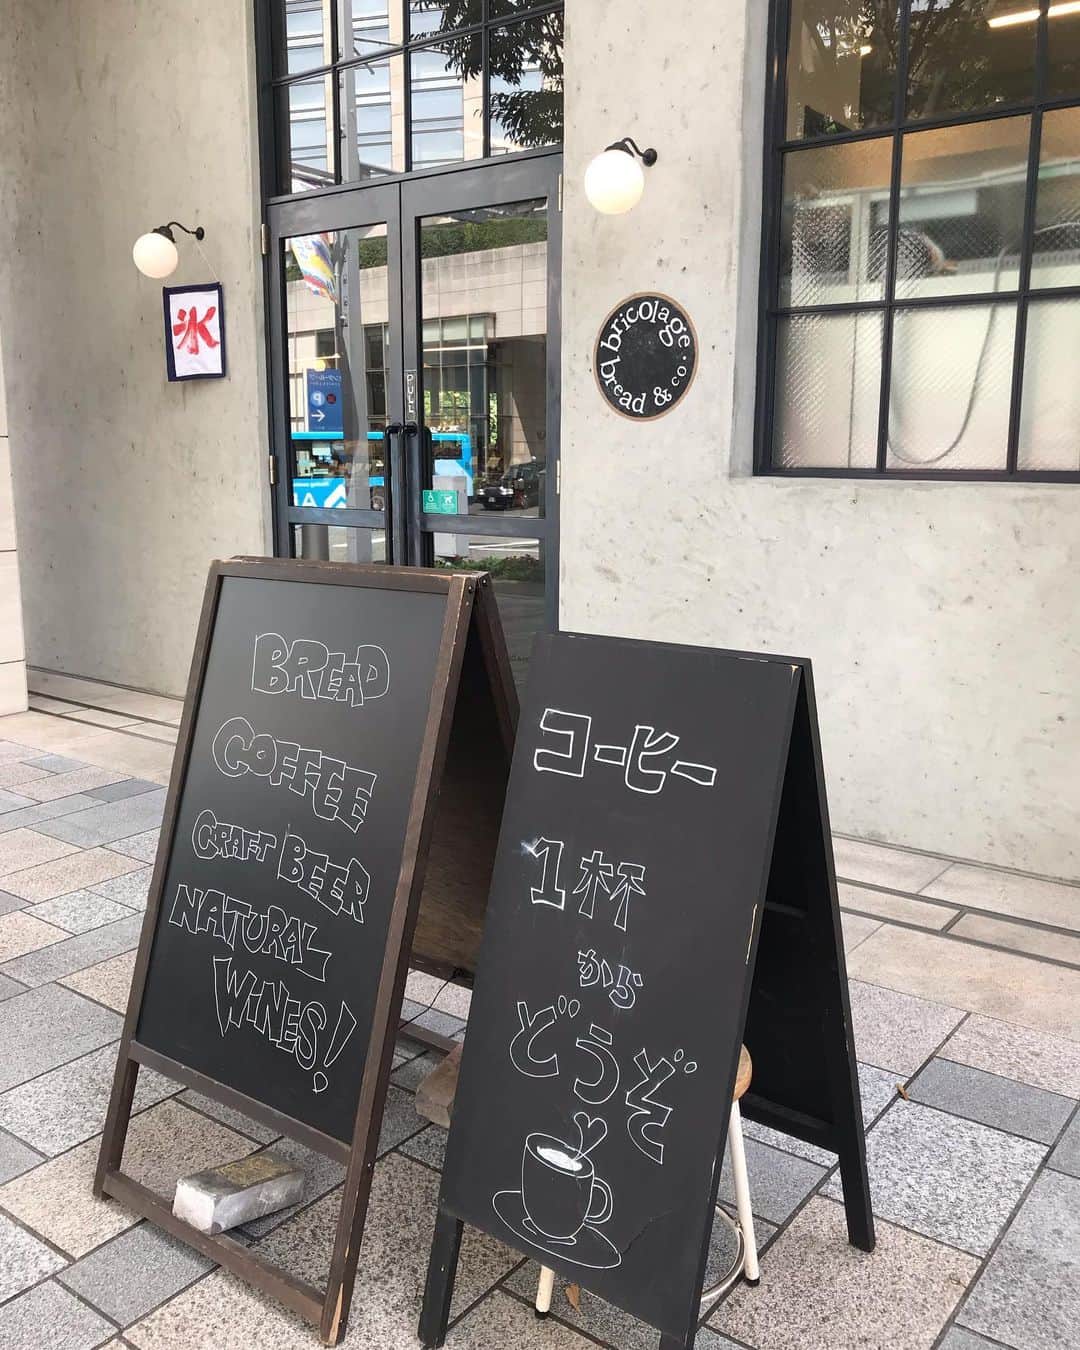 氷
bricolage
bread & co.
PULL
P
BREAD
COFFEE
CRAFT BEER
NATURAL
WINES!
コーヒー
1杯
から
どうぞ